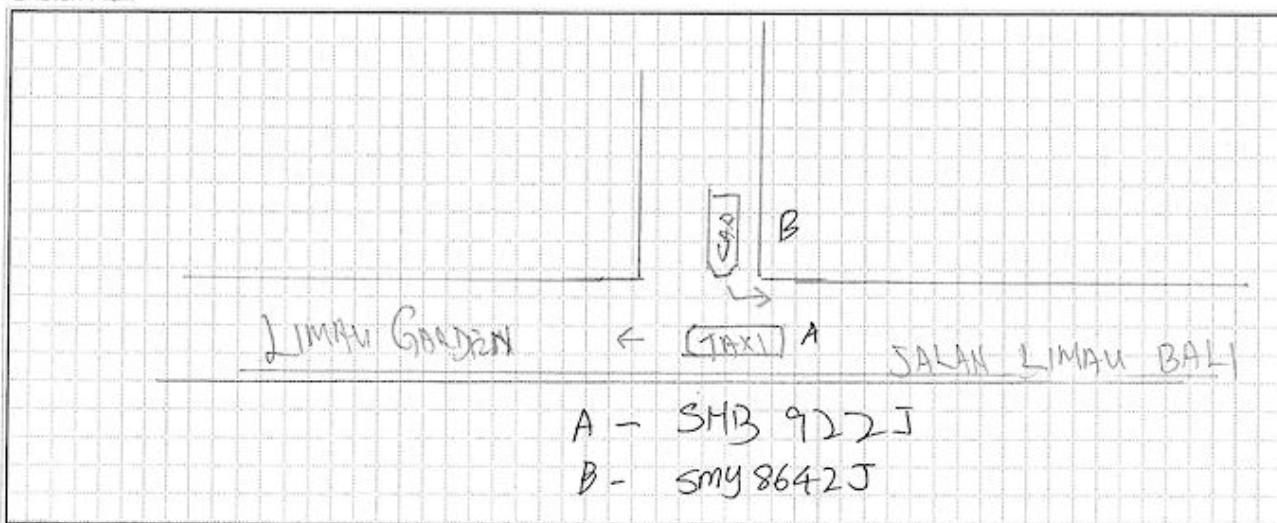 CAR
B
LIMAU GARDEN
TAXI A
JALAN LIMAU BALI
A - SHB 922J
B - SMY 8642J